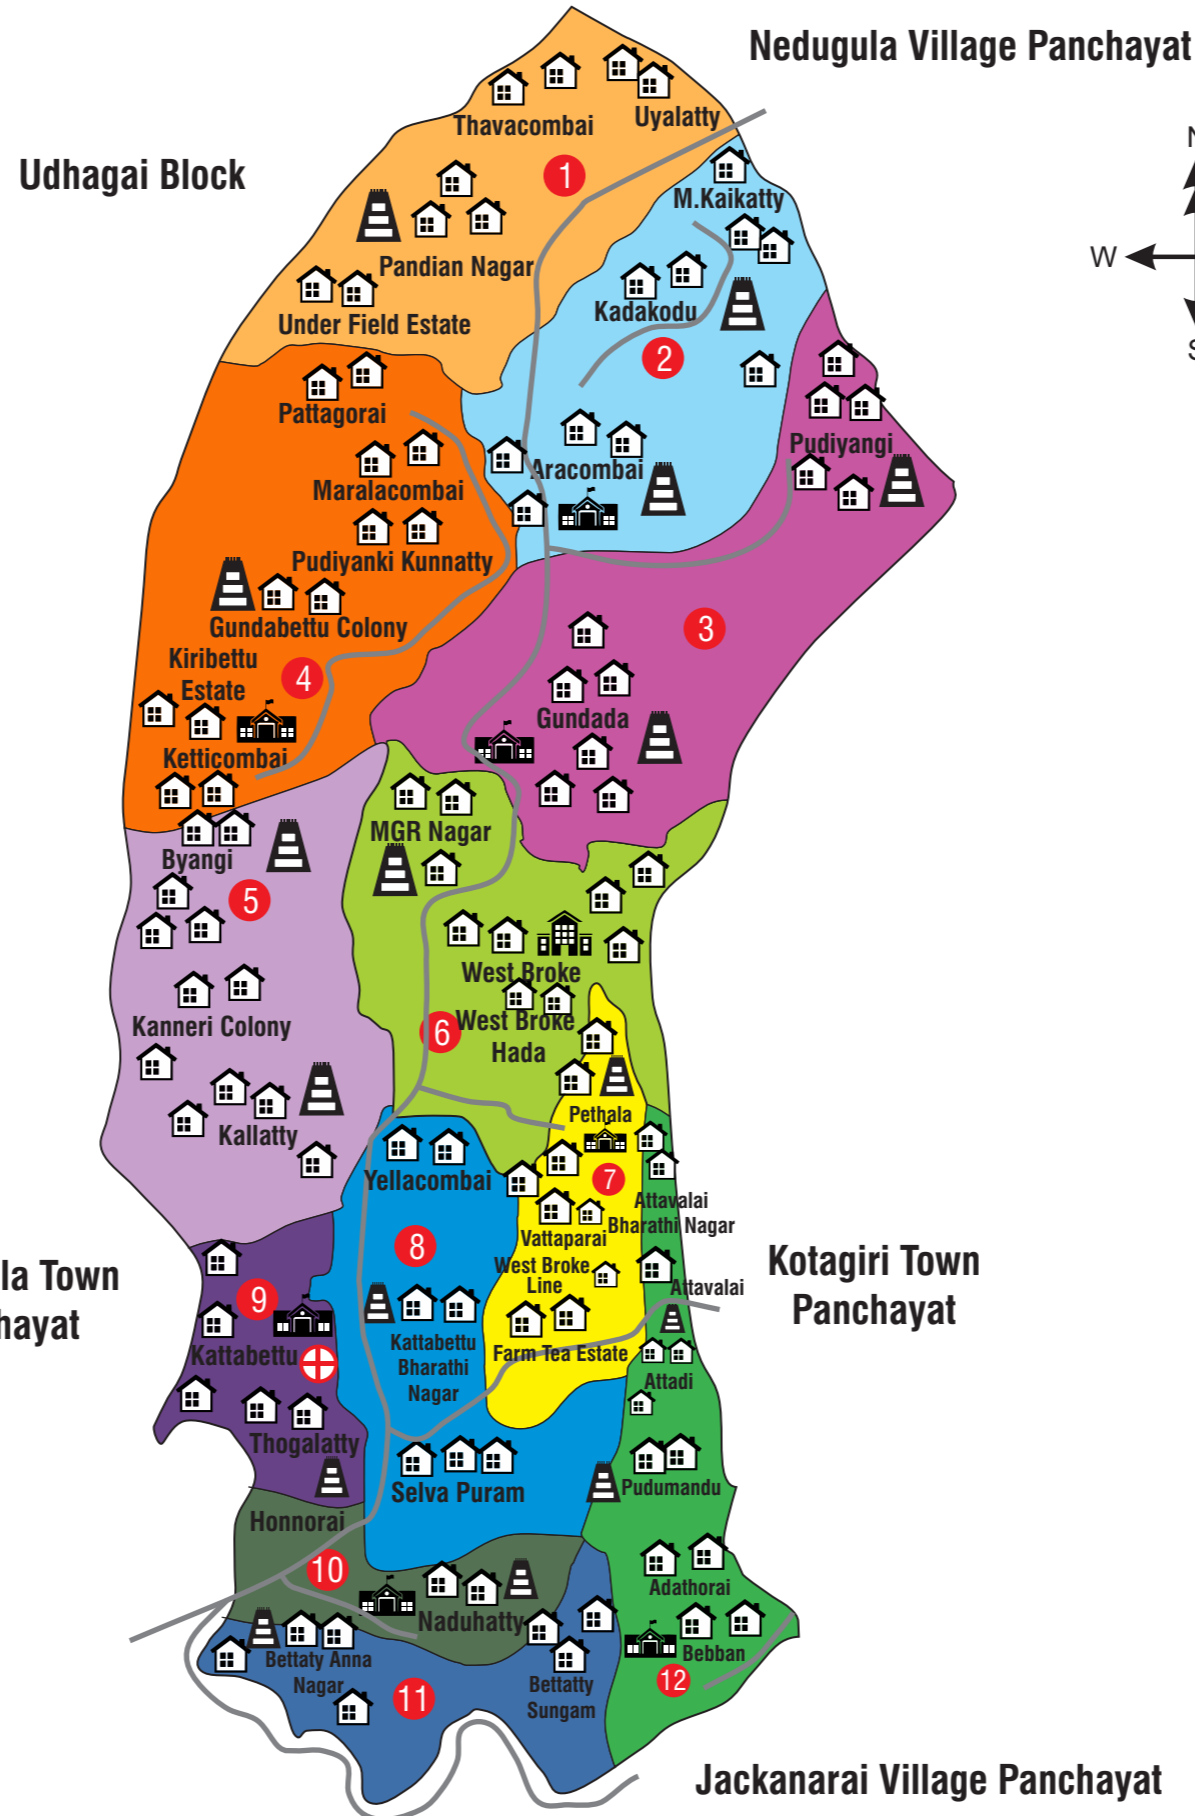 Nedugula Village Panchayat
Udhagai Block
N
W
S
Thavacombai
Uyalatty
1
M.Kaikatty
Pandian Nagar
Kadakodu
Under Field Estate
2
Pattagorai
Pudiyangi
Maralacombai
Aracombai
Pudiyanki Kunnatty
Gundabettu Colony
3
Kiribettu
Estate
4
Gundada
Ketticombai
MGR Nagar
Byangi
5
West Broke
Kanneri Colony
6
West Broke
Hada
Pethala
Kallatty
7
Yellacombai
Attavalai
Bharathi Nagar
Vattaparai
8
West Broke
Line
la Town
hayat
Kotagiri Town
Panchayat
Attavalai
9
Kattabettu
Kattabettu
Bharathi
Nagar
Farm Tea Estate
Attadi
Thogalatty
Selva Puram
Pudumandu
Honnorai
10
Adathorai
Naduhatty
Bettaty Anna
Nagar
Bebban
12
11
Bettatty
Sungam
Jackanarai Village Panchayat